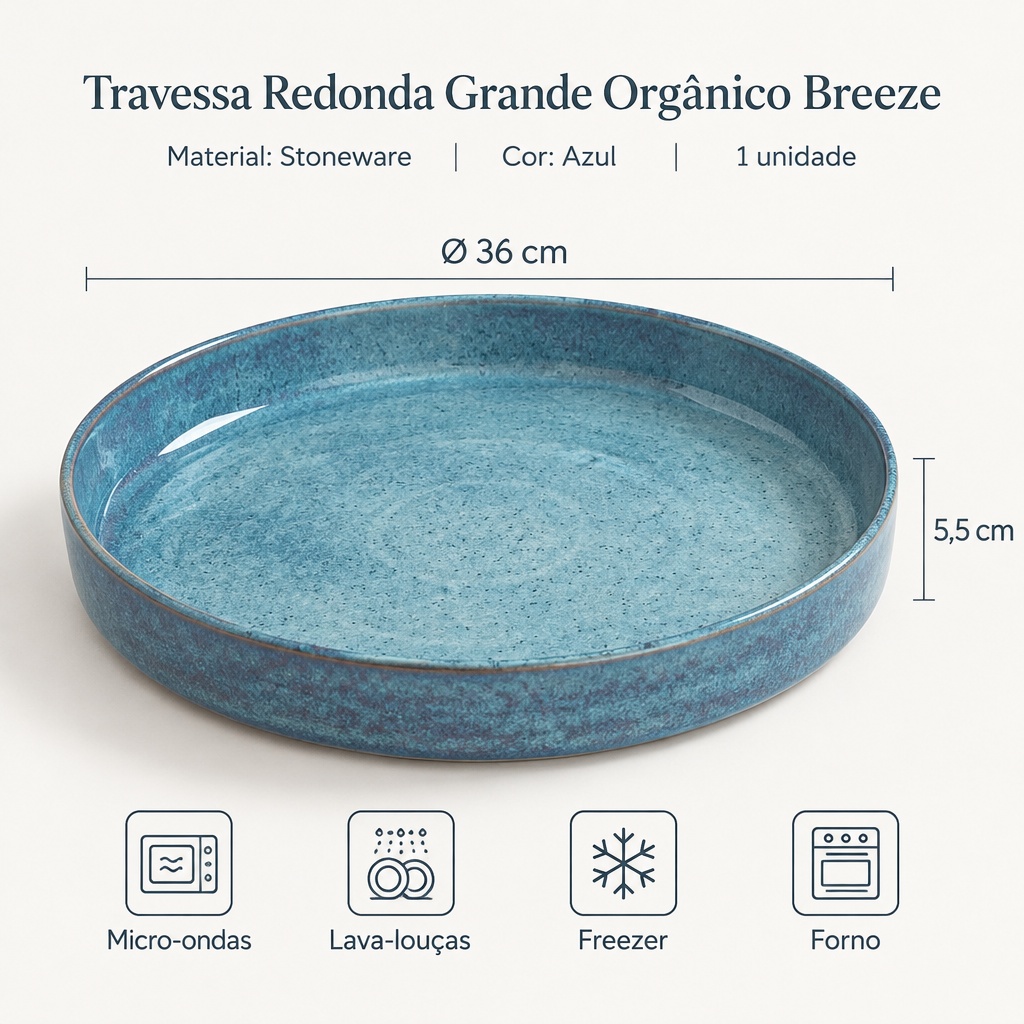 Travessa Redonda Grande Orgânico Breeze
Material: Stoneware | Cor: Azul | 1 unidade
Ø 36 cm
5,5 cm
Micro-ondas Lava-louças Freezer Forno